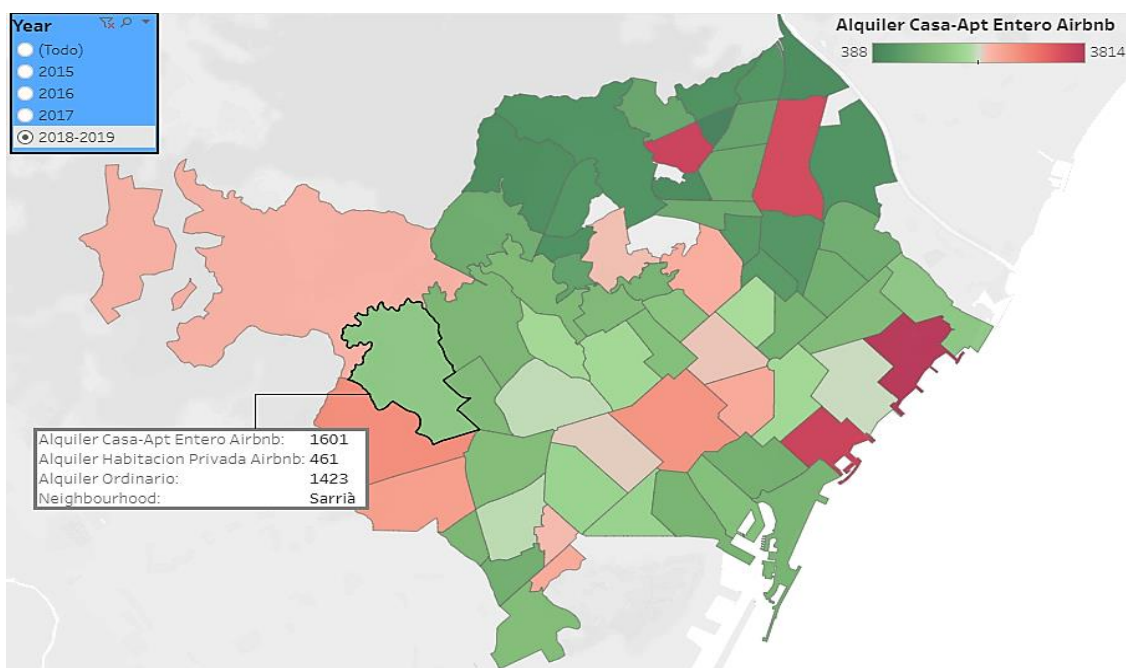 Year
(Todo)
2015
2016
2017
2018-2019
Alquiler Casa-Apt Entero Airbnb
388 3814
Alquiler Casa-Apt Entero Airbnb: 1601
Alquiler Habitacion Privada Airbnb: 461
Alquiler Ordinario: 1423
Neighbourhood: Sarrià